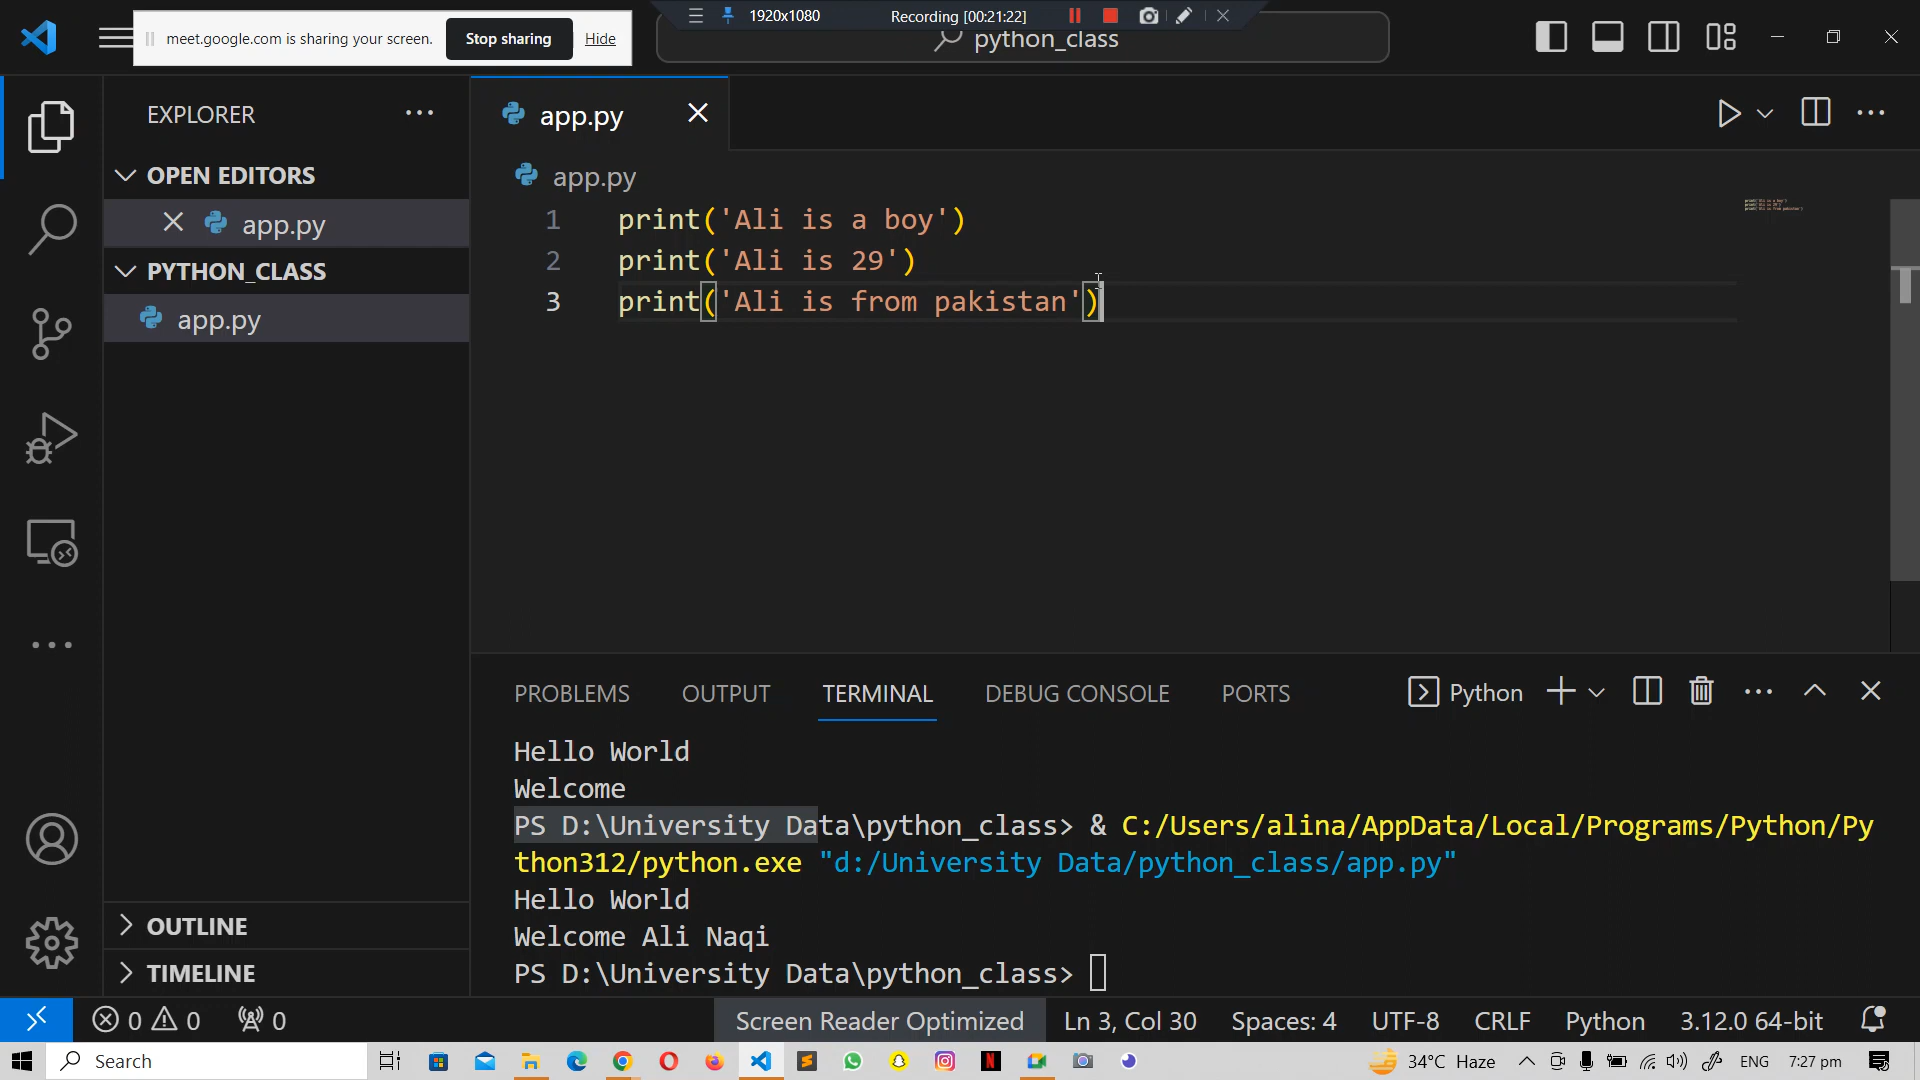 1920x1080
Recording [00:21:22]
meet.google.com is sharing your screen.
Stop sharing
Hide
python_class
EXPLORER
OPEN EDITORS
app.py
PYTHON_CLASS
app.py
OUTLINE
TIMELINE
app.py
app.py
1 print('Ali is a boy')
2 print('Ali is 29')
3 print('Ali is from pakistan')
PROBLEMS OUTPUT TERMINAL DEBUG CONSOLE PORTS
Python
Hello World
Welcome
PS D:\University Data\python_class> & C:/Users/alina/AppData/Local/Programs/Python/Py
thon312/python.exe "d:/University Data/python_class/app.py"
Hello World
Welcome Ali Naqi
PS D:\University Data\python_class>
0 0 0
Screen Reader Optimized Ln 3, Col 30 Spaces: 4 UTF-8 CRLF Python 3.12.0 64-bit
Search
34°C Haze
ENG
7:27 pm